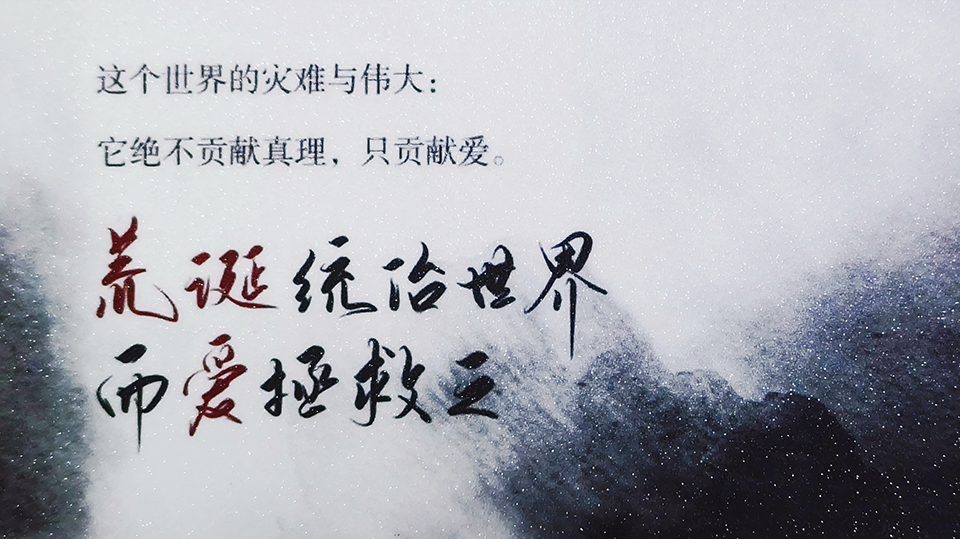 这个世界的灾难与伟大：
它绝不贡献真理，只贡献爱。
荒诞统治世界
而爱拯救之